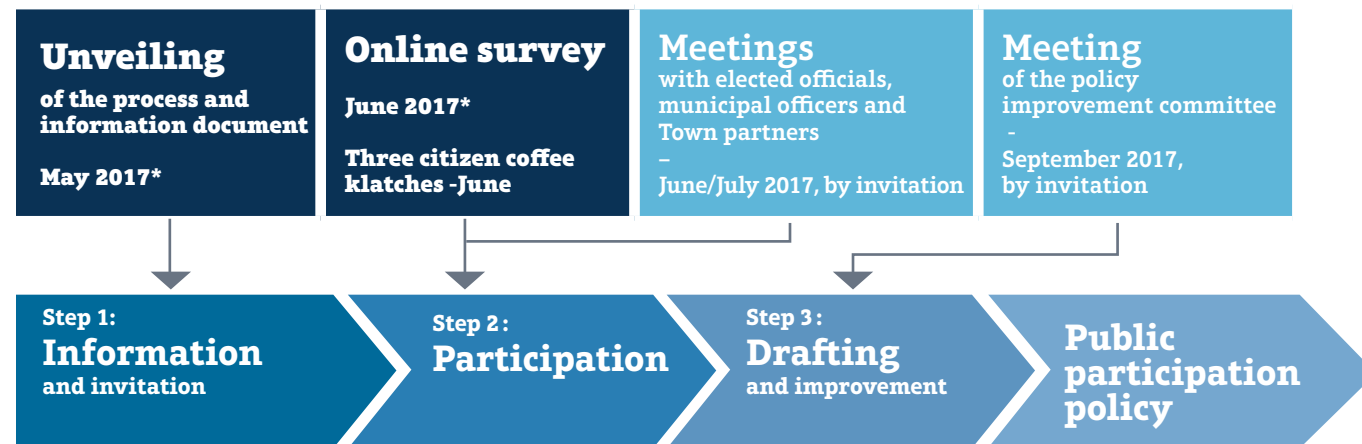 Unveiling
of the process and
information document
May 2017*
Online survey
June 2017*
Three citizen coffee
klatches -June
Meetings
with elected officials,
municipal officers and
Town partners
–
June/July 2017, by invitation
Meeting
of the policy
improvement committee
-
September 2017,
by invitation
Step 1:
Information
and invitation
Step 2 :
Participation
Step 3 :
Drafting
and improvement
Public
participation
policy